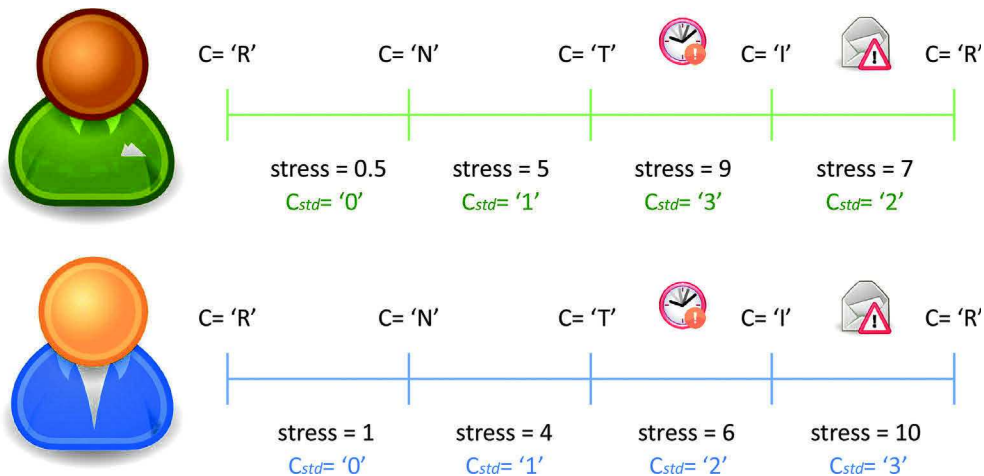 C= ‘R’ C= ‘N’ C= ‘T’ C= ‘I’ C= ‘R’
stress = 0.5 stress = 5 stress = 9 stress = 7
Cstd= ‘0’ Cstd= ‘1’ Cstd= ‘3’ Cstd= ‘2’
C= ‘R’ C= ‘N’ C= ‘T’ C= ‘I’ C= ‘R’
stress = 1 stress = 4 stress = 6 stress = 10
Cstd= ‘0’ Cstd= ‘1’ Cstd= ‘2’ Cstd= ‘3’